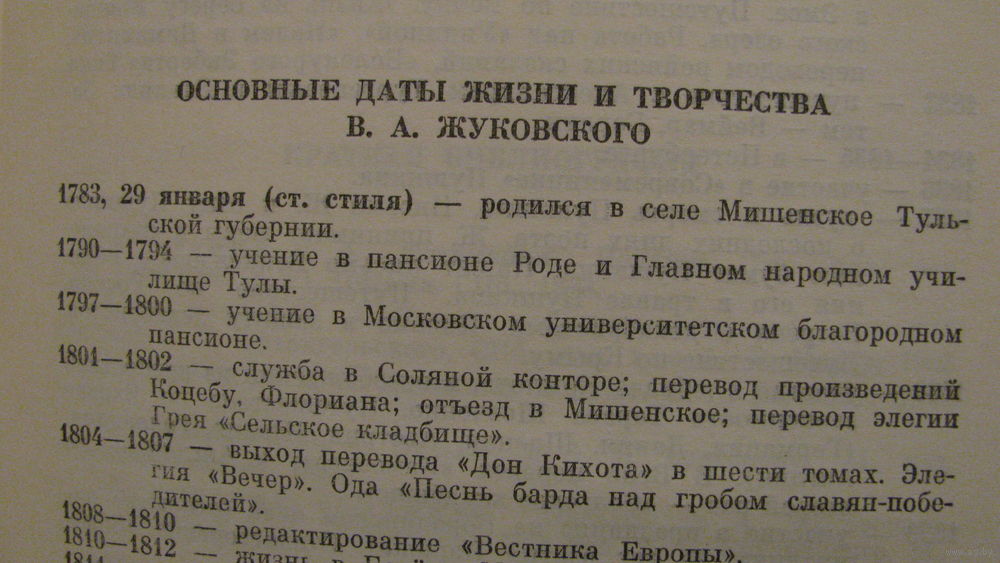 ОСНОВНЫЕ ДАТЫ ЖИЗНИ И ТВОРЧЕСТВА
В. А. ЖУКОВСКОГО
1783, 29 января (ст. стиля) — родился в селе Мишенское Туль-
ской губернии.
1790—1794 — учение в пансионе Роде и Главном народном учи-
лище Тулы.
1797—1800 — учение в Московском университетском благородном
пансионе.
1801—1802 — служба в Соляной конторе; перевод произведений
Коцебу, Флориана; отъезд в Мишенское; перевод элегии
Грея «Сельское кладбище».
1804—1807 — выход перевода «Дон Кихота» в шести томах. Эле-
гия «Вечер». Ода «Песнь барда над гробом славян-побе-
дителей».
1808—1810 — редактирование «Вестника Европы».
1810—1812 — жизнь в